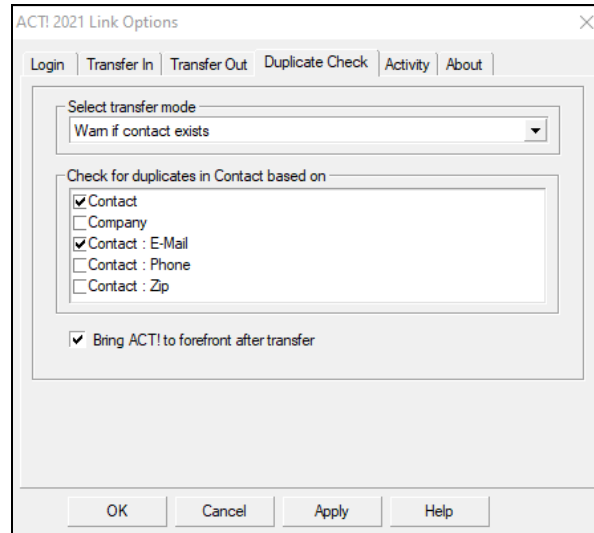 ACT! 2021 Link Options
Login Transfer In Transfer Out Duplicate Check Activity About
Select transfer mode
Warn if contact exists
Check for duplicates in Contact based on
Contact
Company
Contact : E-Mail
Contact : Phone
Contact : Zip
Bring ACT! to forefront after transfer
OK Cancel Apply Help